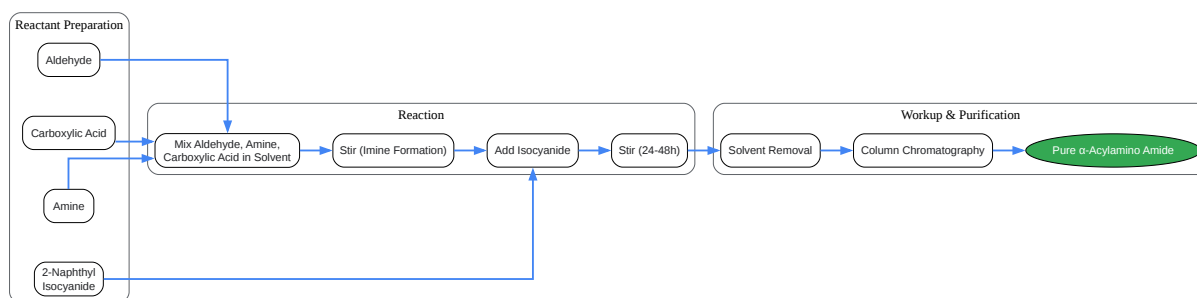 Reactant Preparation
Aldehyde
Carboxylic Acid
Amine
2-Naphthyl
Isocyanide
Reaction
Mix Aldehyde, Amine,
Carboxylic Acid in Solvent
Stir (Imine Formation)
Add Isocyanide
Stir (24-48h)
Workup & Purification
Solvent Removal
Column Chromatography
Pure α-Acylamino Amide